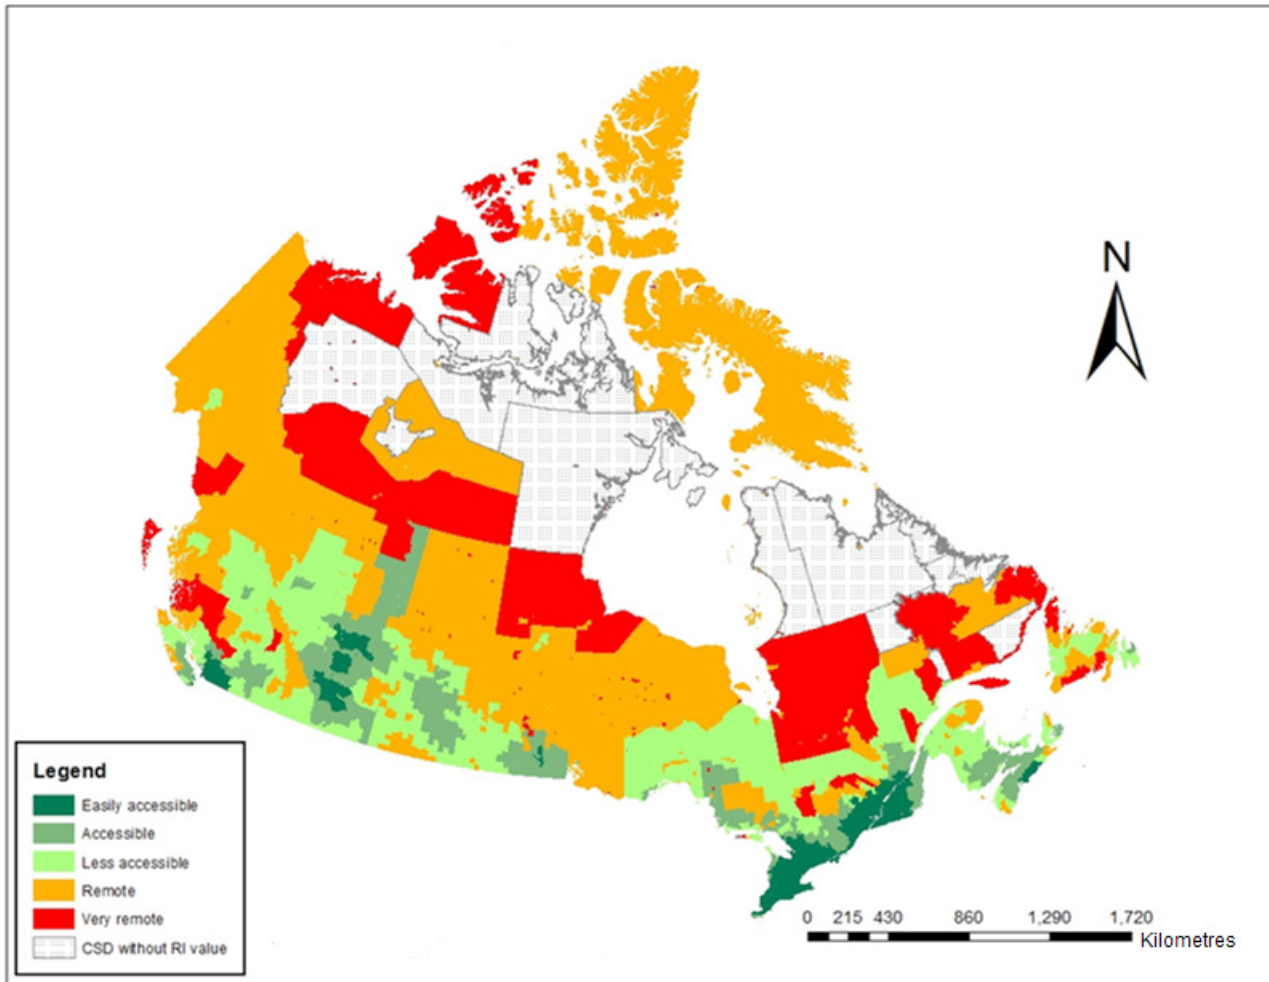 N
Legend
Easily accessible
Accessible
Less accessible
Remote
Very remote
CSD without RI value
0 215 430 860 1,290 1,720
Kilometres